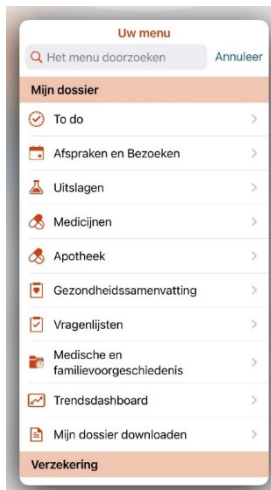 Uw menu
Het menu doorzoeken
Annuleer
Mijn dossier
To do
Afspraken en Bezoeken
Uitslagen
Medicijnen
Apotheek
Gezondheidssamenvatting
Vragenlijsten
Medische en
familievoorgeschiedenis
Trendsdashboard
Mijn dossier downloaden
Verzekering